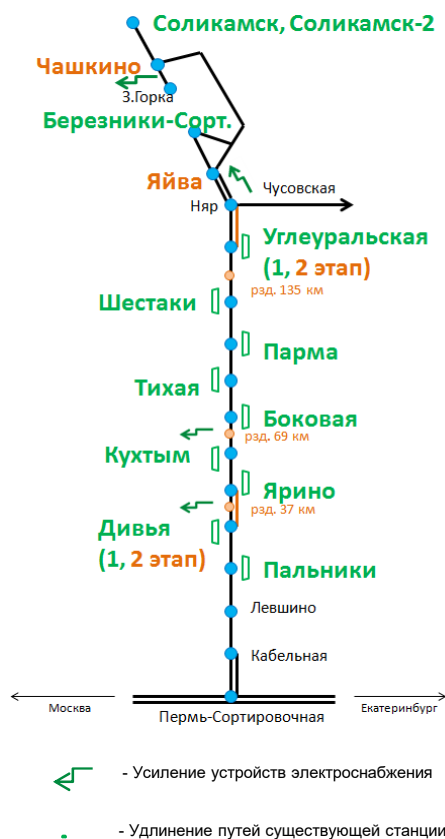 Соликамск, Соликамск-2
Чашкино
З.Горка
Березники-Сорт.
Яйва
Чусовская
Няр
Углеуральская
(1, 2 этап)
рзд. 135 км
Шестаки
Парма
Тихая
Боковая
рзд. 69 км
Кухтым
Ярино
рзд. 37 км
Дивья
(1, 2 этап)
Пальники
Левшино
Кабельная
Москва
Екатеринбург
Пермь-Сортировочная
- Усиление устройств электроснабжения
- Удлинение путей существующей станции